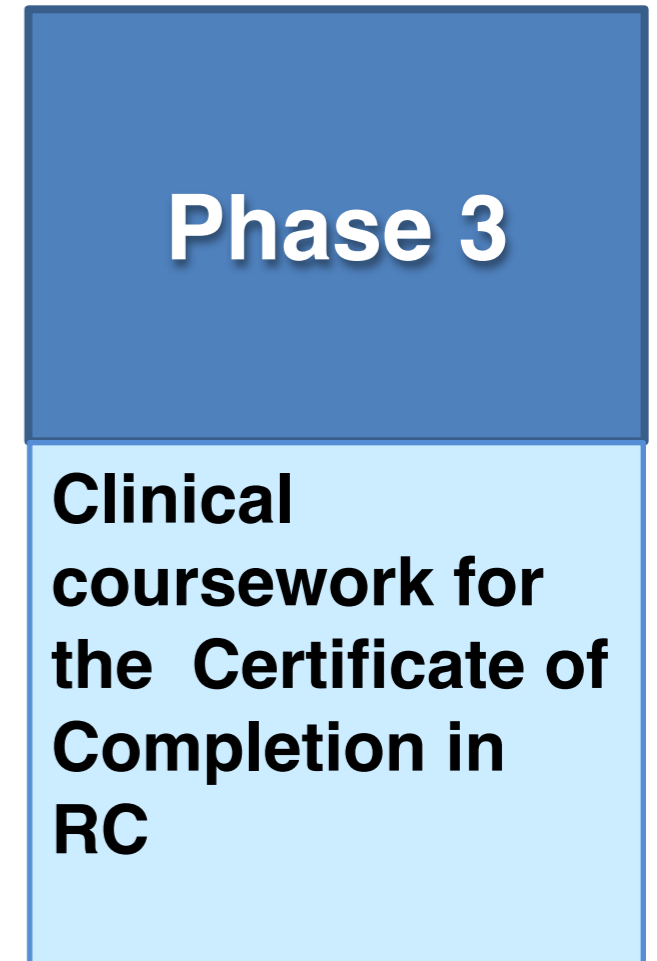 Phase 3
Clinical
coursework for
the  Certificate of
Completion in
RC